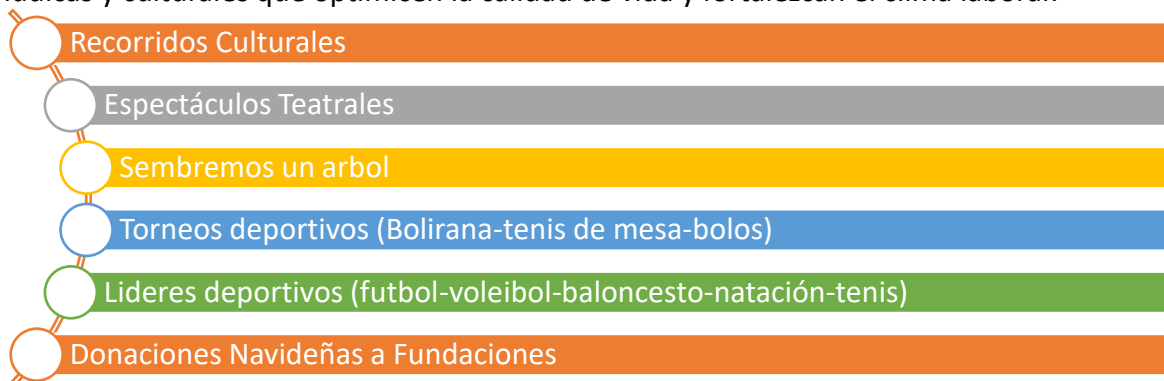 y culturales que optimicen la calidad de vida y fortalezcan el clima laboral.
Recorridos Culturales
Espectáculos Teatrales
Sembremos un arbol
Torneos deportivos (Bolirana-tenis de mesa-bolos)
Lideres deportivos (futbol-voleibol-baloncesto-natación-tenis)
Donaciones Navideñas a Fundaciones